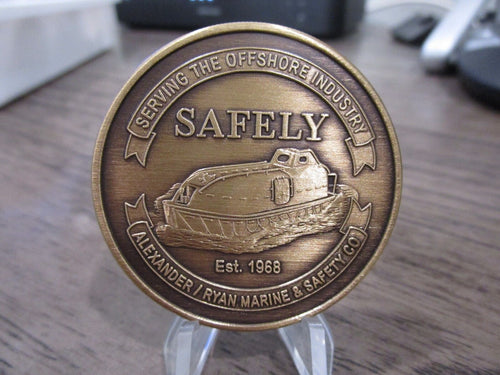 SERVING THE OFFSHORE INDUSTRY
SAFELY
Est. 1968
ALEXANDER / RYAN MARINE & SAFETY CO